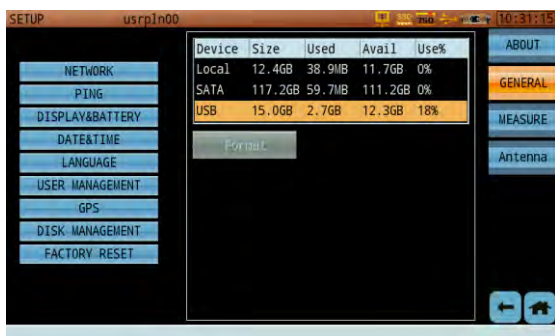 SETUP usrpIn00 10:31:15
Device Size Used Avail Use%
Local 12.4GB 38.9MB 11.7GB 0%
SATA 117.2GB 59.7MB 111.2GB 0%
USB 15.0GB 2.7GB 12.3GB 18%
Format
NETWORK
PING
DISPLAY&BATTERY
DATE&TIME
LANGUAGE
USER MANAGEMENT
GPS
DISK MANAGEMENT
FACTORY RESET
ABOUT
GENERAL
MEASURE
Antenna